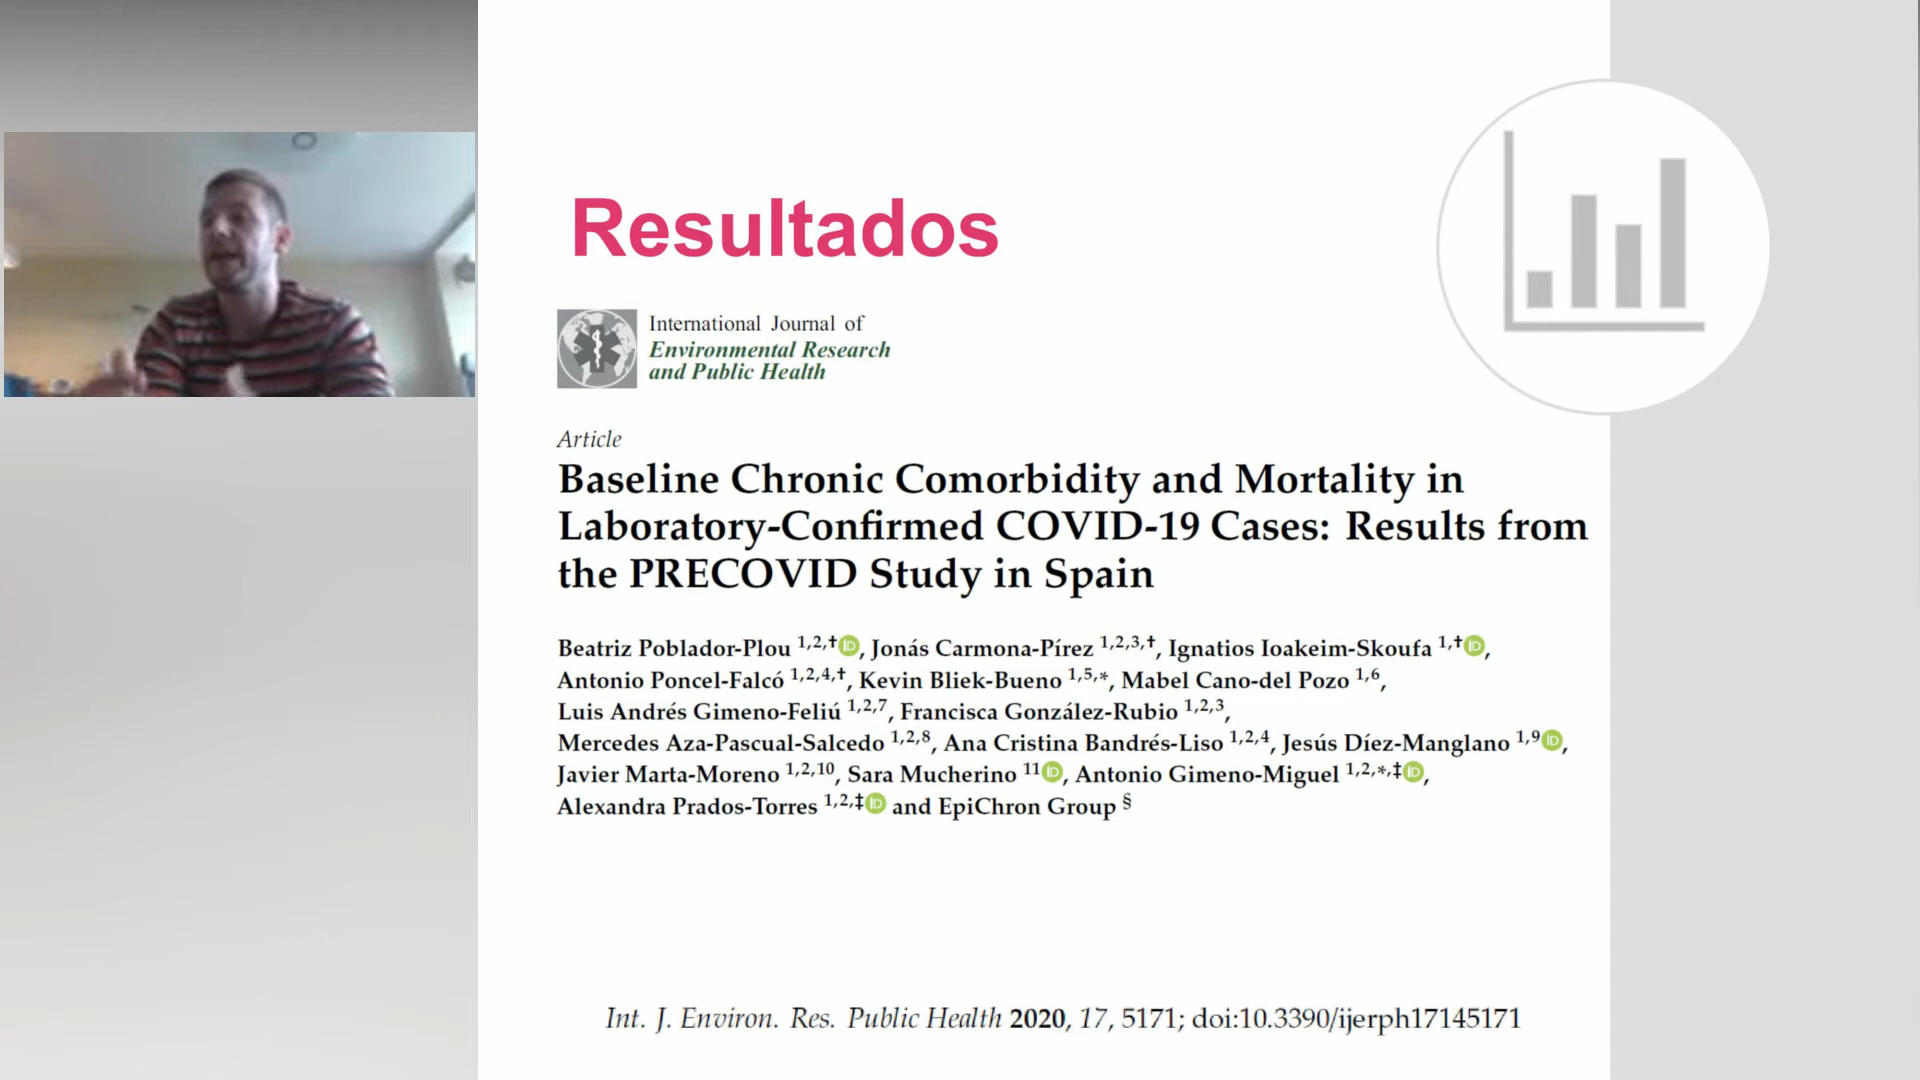 Resultados
International Journal of
Environmental Research
and Public Health
Article
Baseline Chronic Comorbidity and Mortality in
Laboratory-Confirmed COVID-19 Cases: Results from
the PRECOVID Study in Spain
Beatriz Poblador-Plou 1,2,† iD, Jonás Carmona-Pírez 1,2,3,†, Ignatios Ioakeim-Skoufa 1,† iD,
Antonio Poncel-Falcó 1,2,4,†, Kevin Bliek-Bueno 1,5,*, Mabel Cano-del Pozo 1,6,
Luis Andrés Gimeno-Feliú 1,2,7, Francisca González-Rubio 1,2,3,
Mercedes Aza-Pascual-Salcedo 1,2,8, Ana Cristina Bandrés-Liso 1,2,4, Jesús Díez-Manglano 1,9 iD,
Javier Marta-Moreno 1,2,10, Sara Mucherino 11 iD, Antonio Gimeno-Miguel 1,2,*,‡ iD,
Alexandra Prados-Torres 1,2,‡ iD and EpiChron Group §
Int. J. Environ. Res. Public Health 2020, 17, 5171; doi:10.3390/ijerph17145171